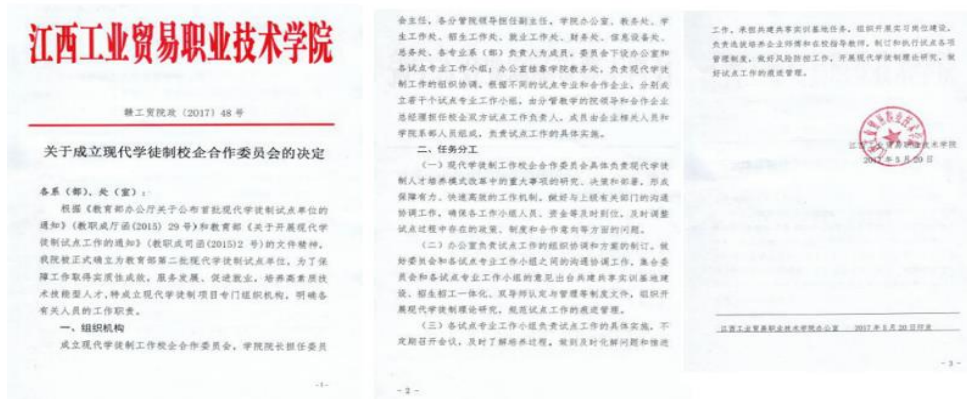 江西工业贸易职业技术学院
赣工贸院政〔2017〕48 号
关于成立现代学徒制校企合作委员会的决定
各系（部）、处（室）：
根据《教育部办公厅关于公布首批现代学徒制试点单位的
通知》（教职成厅函(2015) 29 号)和教育部《关于开展现代学
徒制试点工作的通知》（教职成司函(2015)2 号)的文件精神，
我院被正式确立为教育部第二批现代学徒制试点单位。为了保
障工作取得实质性成效，服务发展、促进就业，培养高素质技
术技能型人才,特成立现代学徒制项目专门组织机构，明确各
有关人员的工作职责。
一、组织机构
成立现代学徒制工作校企合作委员会，学院院长担任委员
-1-
会主任，各分管院领导担任副主任，学院办公室、教务处、学
生工作处、招生工作处、就业工作处、财务处、信息设备处、
总务处、各专业系（部）负责人为成员。委员会下设办公室和
各试点专业工作小组；办公室挂靠学院教务处，负责现代学徒
制工作的组织协调。根据不同的试点专业和合作企业，分别成
立若干个试点专业工作小组，由分管教学的院领导和合作企业
总经理担任校企双方试点工作负责人，成员由企业相关人员和
学院系部人员组成，负责试点工作的具体实施。
二、任务分工
（一）现代学徒制工作校企合作委员会具体负责现代学徒
制人才培养模式改革中的重大事项的研究、决策和部署。形成
保障有力、快速高效的工作机制。做好与上级有关部门的沟通
协调工作，确保各工作小组人员、资金等及时到位，及时调整
试点过程中存在的政策、制度和合作意向等方面的问题。
（二）办公室负责试点工作的组织协调和方案的制订。做
好委员会和各试点专业工作小组之间的沟通协调工作，集合委
员会和各试点专业工作小组的意见出台共建共享实训基地建
设、招生招工一体化、双导师认定与管理等制度文件，组织开
展现代学徒制理论研究，规范试点工作的痕迹管理。
（三）各试点专业工作小组负责试点工作的具体实施。不
定期召开会议，及时了解培养过程，做到及时化解问题和推进
-2-
工作，承担共建共享实训基地任务。组织开展实习岗位建设，
负责选拔培养企业师傅和在校指导教师，制订和执行试点各项
管理制度，做好风险防控工作，开展现代学徒制理论研究，做
好试点工作的痕迹管理。
江西工业贸易职业技术学院
2017 年 5 月 20 日
江西工业贸易职业技术学院办公室 2017 年 5 月 20 日印发
-3-